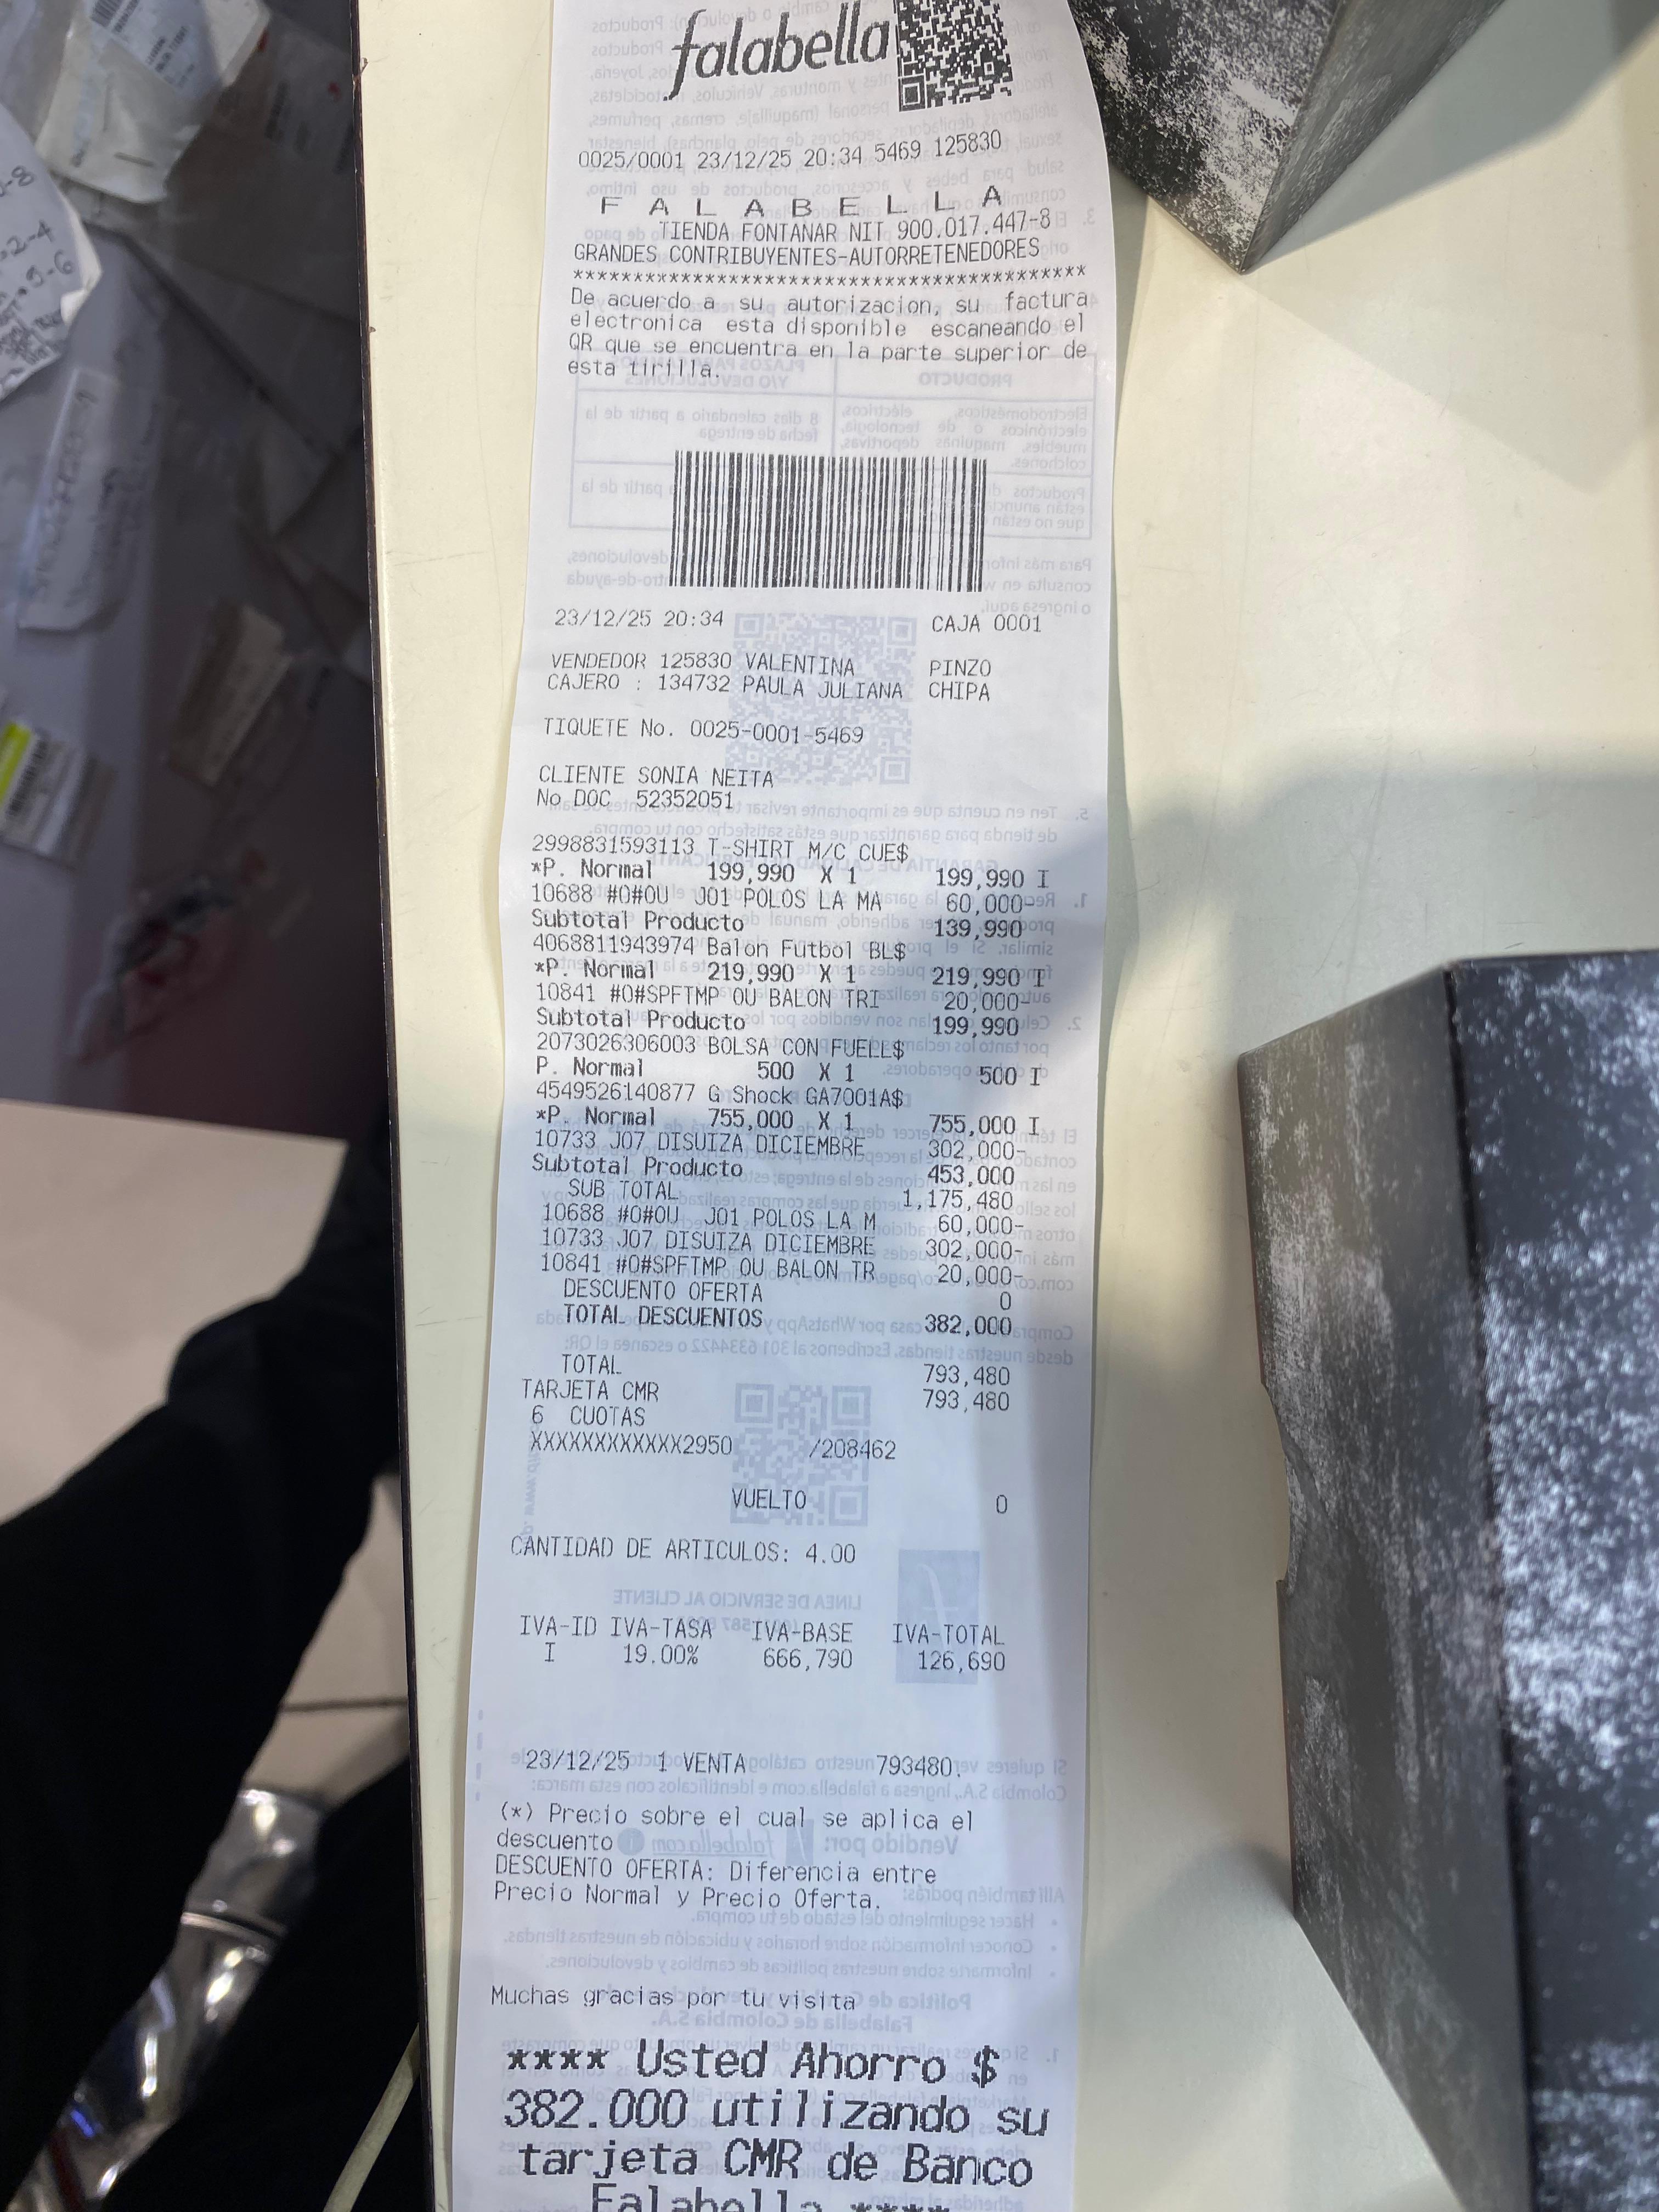 falabella
0025/0001 23/12/25 20:34 5469 125830
F A L A B E L L A
TIENDA FONTANAR NIT 900.017.447-8
GRANDES CONTRIBUYENTES-AUTORRETENEDORES
******************************************
De acuerdo a su autorizacion, su factura
electronica esta disponible escaneando el
QR que se encuentra en la parte superior de
esta tirilla.
23/12/25 20:34 CAJA 0001
VENDEDOR 125830 VALENTINA PINZO
CAJERO : 134732 PAULA JULIANA CHIPA
TIQUETE No. 0025-0001-5469
CLIENTE SONIA NEITA
No DOC 52352051
2998831593113 T-SHIRT M/C CUE$
*P. Normal 199,990 X 1 199,990 I
10688 #O#OU J01 POLOS LA MA 60,000-
Subtotal Producto 139,990
4068811943974 Balon Futbol BL$
*P. Normal 219,990 X 1 219,990 I
10841 #O#SPFTMP OU BALON TRI 20,000-
Subtotal Producto 199,990
2073026306003 BOLSA CON FUELL$
P. Normal 500 X 1 500 I
4549526140877 G Shock GA7001A$
*P. Normal 755,000 X 1 755,000 I
10733 J07 DISUIZA DICIEMBRE 302,000-
Subtotal Producto 453,000
SUB TOTAL 1,175,480
10688 #O#OU J01 POLOS LA M 60,000-
10733 J07 DISUIZA DICIEMBRE 302,000-
10841 #O#SPFTMP OU BALON TR 20,000-
DESCUENTO OFERTA 0
TOTAL DESCUENTOS 382,000
TOTAL 793,480
TARJETA CMR 793,480
6 CUOTAS
XXXXXXXXXXXX2950 /208462
VUELTO 0
CANTIDAD DE ARTICULOS: 4.00
IVA-ID IVA-TASA IVA-BASE IVA-TOTAL
I 19.00% 666,790 126,690
23/12/25 1 VENTA 793480.
(*) Precio sobre el cual se aplica el
descuento
DESCUENTO OFERTA: Diferencia entre
Precio Normal y Precio Oferta.
Muchas gracias por tu visita
**** Usted Ahorro $
382.000 utilizando su
tarjeta CMR de Banco
Falabella ****